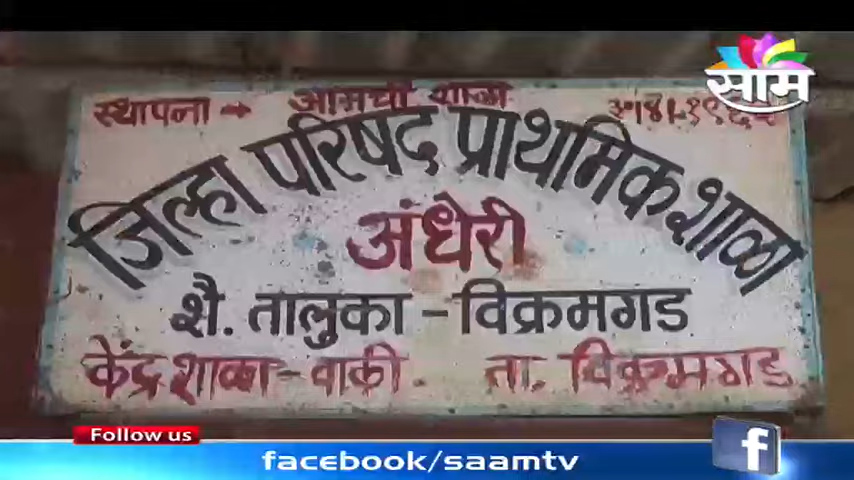 साम
स्थापना → आमची शाळा
जिल्हा परिषद प्राथमिक शाळा
अंधेरी
शै. तालुका - विक्रमगड
केंद्र शाळा - वाकी. ता. विक्रमगड
Follow us
facebook/saamtv
f